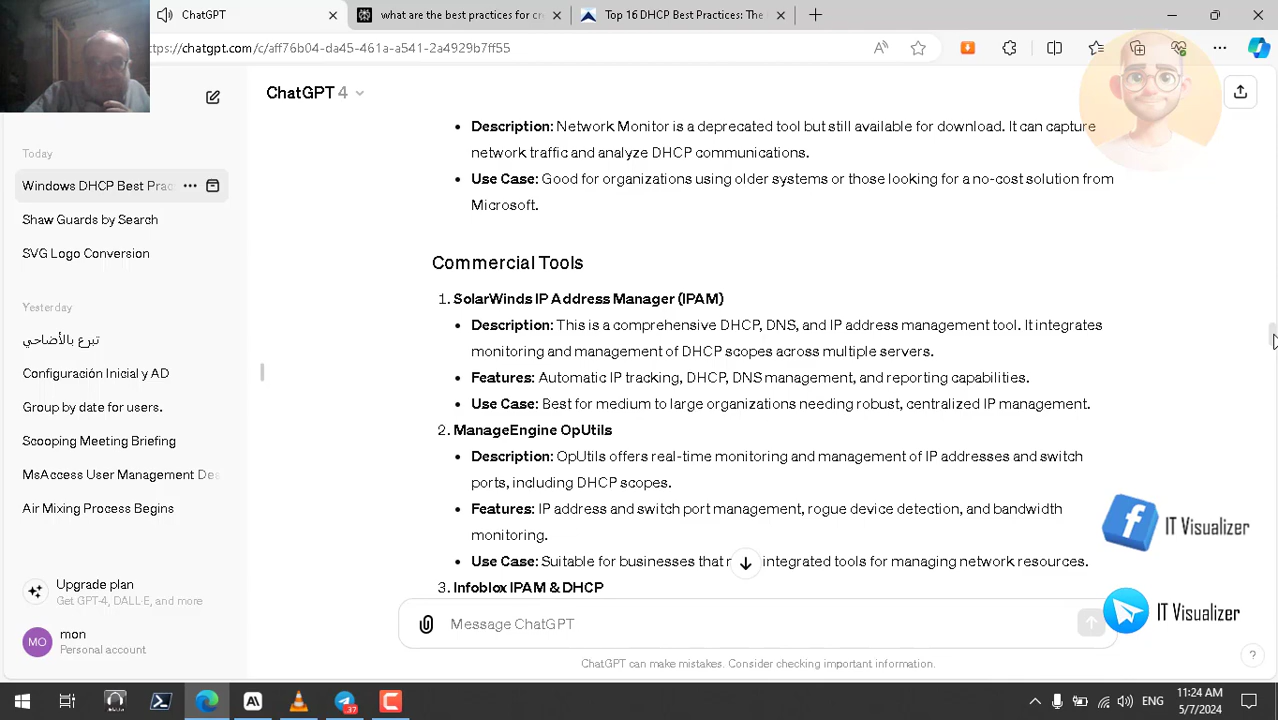 ChatGPT
what are the best practices for cr
Top 16 DHCP Best Practices: The
ttps://chatgpt.com/c/aff76b04-da45-461a-a541-2a4929b7ff55
ChatGPT 4
Today
Windows DHCP Best Prac
Shaw Guards by Search
SVG Logo Conversion
Yesterday
تبرع بالأضاحي
Configuración Inicial y AD
Group by date for users.
Scooping Meeting Briefing
MsAccess User Management Des
Air Mixing Process Begins
Upgrade plan
Get GPT-4, DALL·E, and more
MO
mon
Personal account
• Description: Network Monitor is a deprecated tool but still available for download. It can capture
network traffic and analyze DHCP communications.
• Use Case: Good for organizations using older systems or those looking for a no-cost solution from
Microsoft.
Commercial Tools
1. SolarWinds IP Address Manager (IPAM)
• Description: This is a comprehensive DHCP, DNS, and IP address management tool. It integrates
monitoring and management of DHCP scopes across multiple servers.
• Features: Automatic IP tracking, DHCP, DNS management, and reporting capabilities.
• Use Case: Best for medium to large organizations needing robust, centralized IP management.
2. ManageEngine OpUtils
• Description: OpUtils offers real-time monitoring and management of IP addresses and switch
ports, including DHCP scopes.
• Features: IP address and switch port management, rogue device detection, and bandwidth
monitoring.
• Use Case: Suitable for businesses that integrated tools for managing network resources.
3. Infoblox IPAM & DHCP
IT Visualizer
IT Visualizer
Message ChatGPT
ChatGPT can make mistakes. Consider checking important information.
?
37
ENG
11:24 AM
5/7/2024